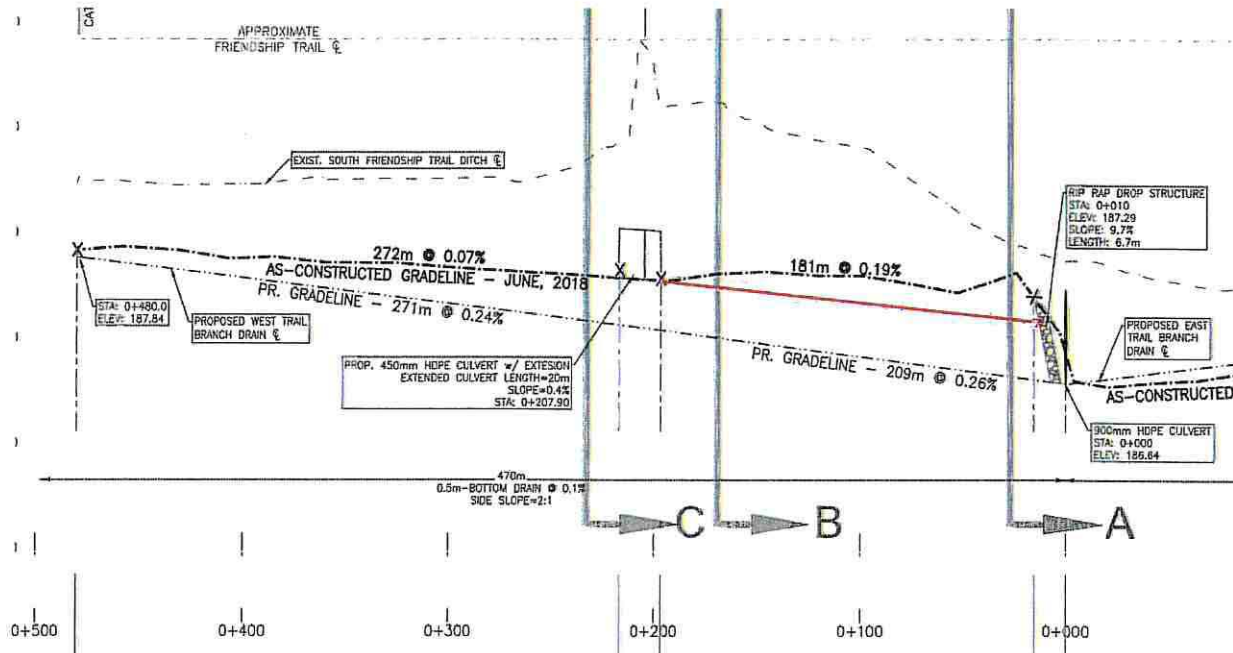 CAT
APPROXIMATE
FRIENDSHIP TRAIL ℄
EXIST. SOUTH FRIENDSHIP TRAIL DITCH ℄
RIP RAP DROP STRUCTURE
STA: 0+010
ELEV: 187.29
SLOPE: 9.7%
LENGTH: 6.7m
272m @ 0.07%
AS-CONSTRUCTED GRADELINE - JUNE, 2018
181m @ 0.19%
PR. GRADELINE - 271m @ 0.24%
STA: 0+480.0
ELEV: 187.84
PROPOSED WEST TRAIL
BRANCH DRAIN ℄
PROPOSED EAST
TRAIL BRANCH
DRAIN ℄
PROP. 450mm HDPE CULVERT w/ EXTESION
EXTENDED CULVERT LENGTH=20m
SLOPE=0.4%
STA: 0+207.90
PR. GRADELINE - 209m @ 0.26%
AS-CONSTRUCTED
900mm HDPE CULVERT
STA: 0+000
ELEV: 186.64
470m
0.5m-BOTTOM DRAIN @ 0.1%
SIDE SLOPE=2:1
C B A
0+500 0+400 0+300 0+200 0+100 0+000